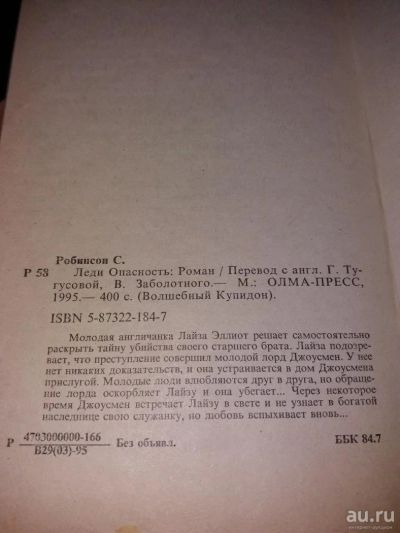 Робинсон С.
Р 58 Леди Опасность: Роман / Перевод с англ. Г. Ту-
гусовой, В. Заболотного.— М.: ОЛМА-ПРЕСС,
1995.— 400 с. (Волшебный Купидон).
ISBN 5-87322-184-7
Молодая англичанка Лайза Эллиот решает самостоятельно
раскрыть тайну убийства своего старшего брата. Лайза подозре-
вает, что преступление совершил молодой лорд Джоусмен. У нее
нет никаких доказательств, и она устраивается в дом Джоусмена
прислугой. Молодые люди влюбляются друг в друга, но обраще-
ние лорда оскорбляет Лайзу и она убегает... Через некоторое
время Джоусмен встречает Лайзу в свете и не узнает в богатой
наследнице свою служанку, но любовь вспыхивает вновь...
Р 4703000000-166 Без объявл. ББК 84.7
В29(03)-95
au.ru
интернет-аукцион